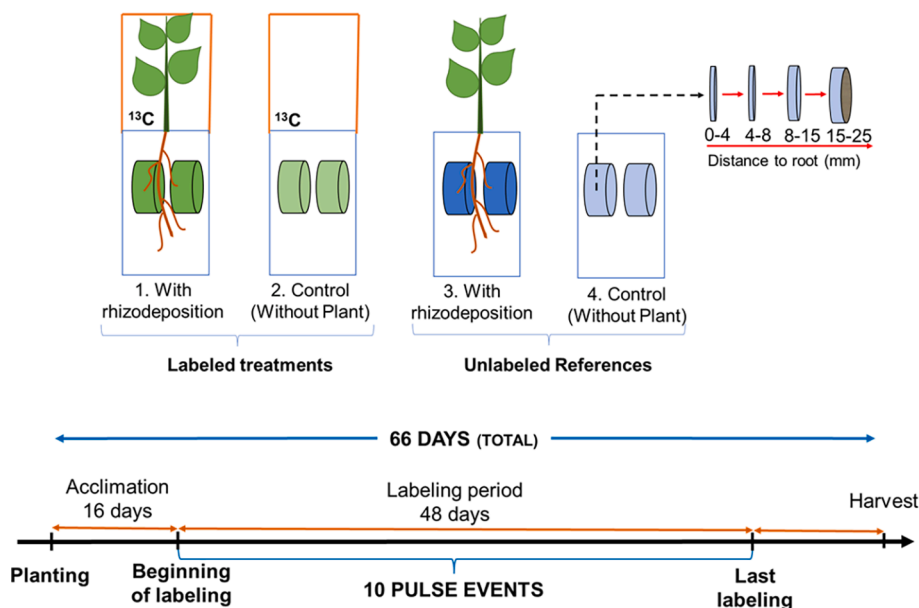 ¹³C
¹³C
0-4 4-8 8-15 15-25
Distance to root (mm)
1. With
rhizodeposition
2. Control
(Without Plant)
3. With
rhizodeposition
4. Control
(Without Plant)
Labeled treatments
Unlabeled References
66 DAYS (TOTAL)
Acclimation
16 days
Labeling period
48 days
Harvest
Planting
Beginning
of labeling
10 PULSE EVENTS
Last
labeling